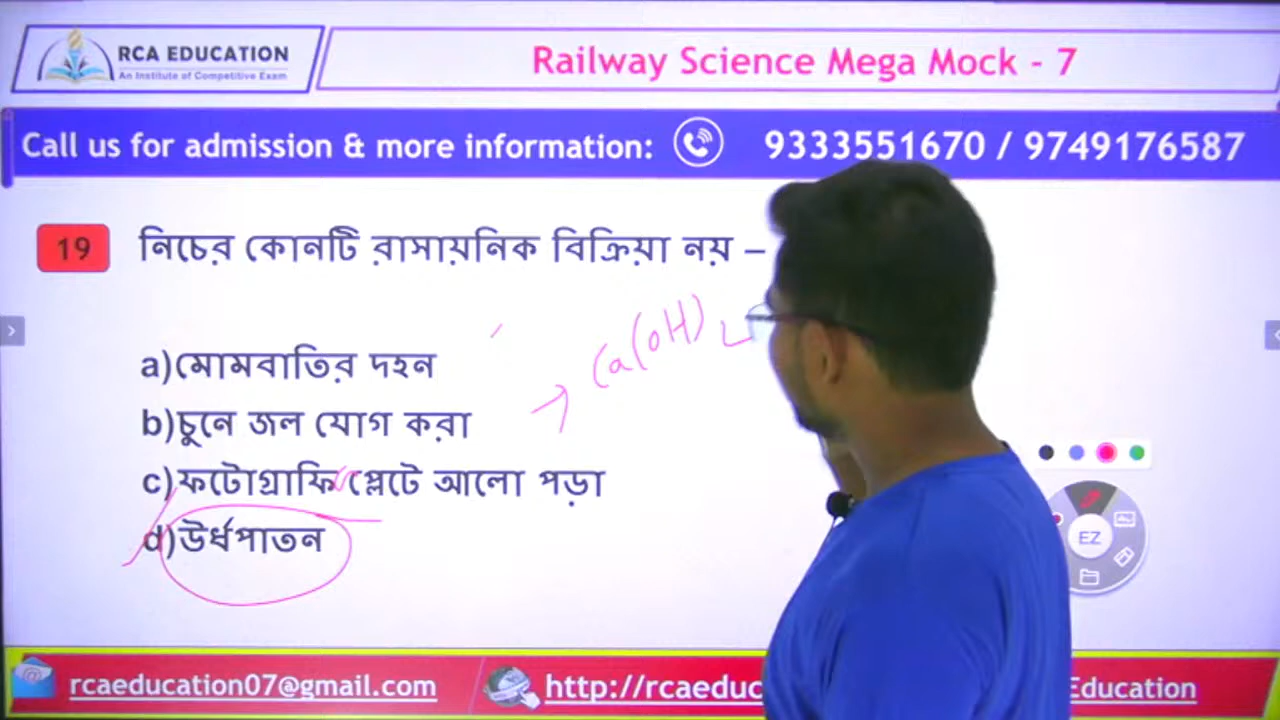 RCA EDUCATION
An Institute of Competitive Exam
Railway Science Mega Mock - 7
Call us for admission & more information: 9333551670 / 9749176587
19 নিচের কোনটি রাসায়নিক বিক্রিয়া নয় –
Ca(OH)
a)মোমবাতির দহন
b)চুনে জল যোগ করা
c)ফটোগ্রাফি প্লেটে আলো পড়া
d)উর্ধপাতন
EZ
rcaeducation07@gmail.com http://rcaeduc Education